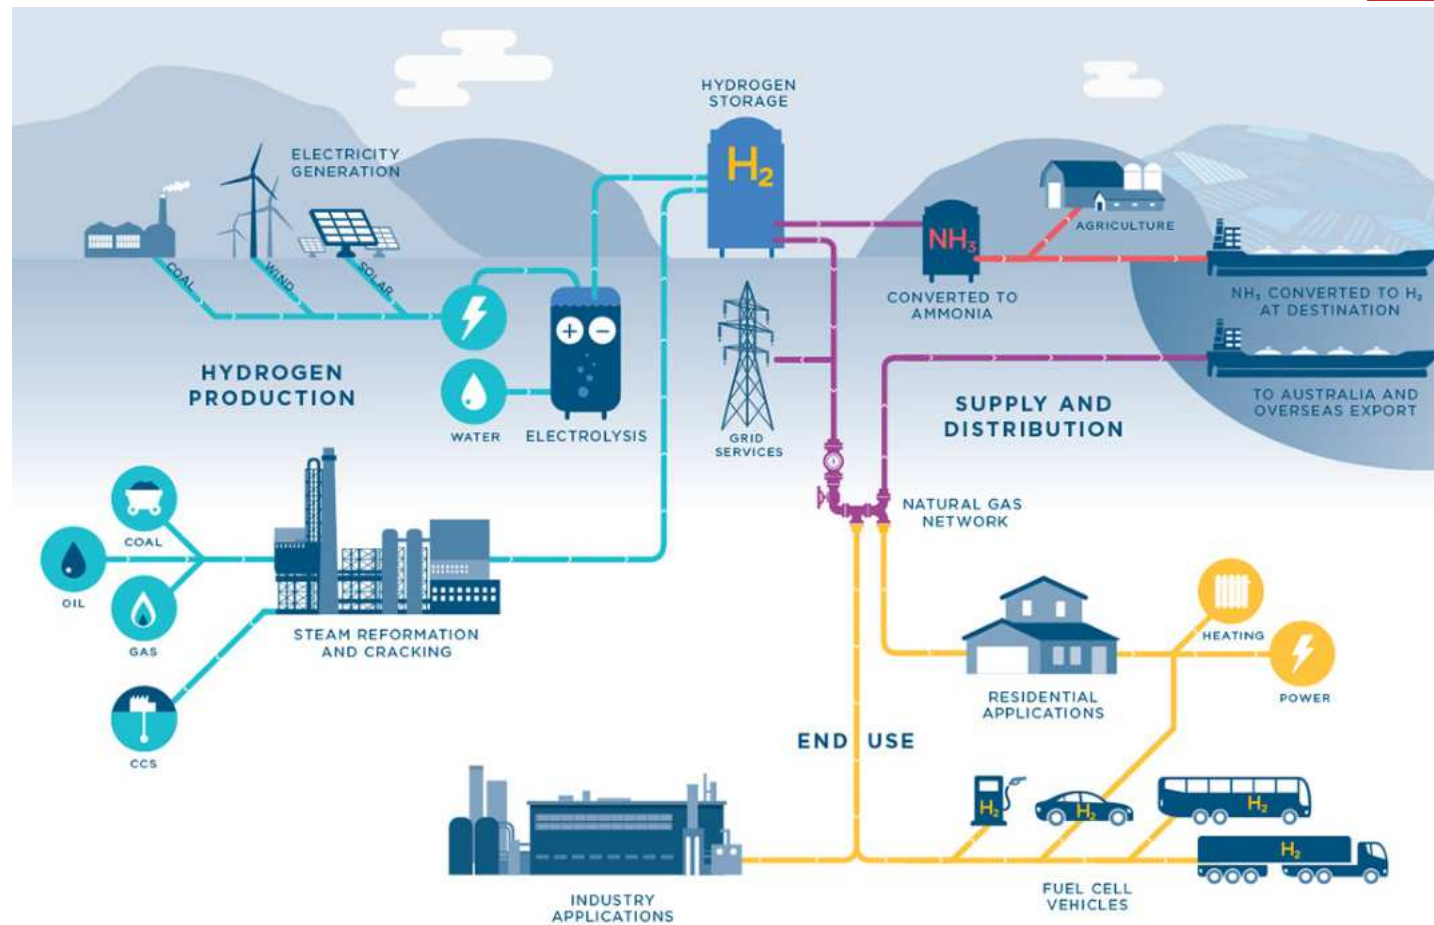 HYDROGEN
STORAGE
H₂
ELECTRICITY
GENERATION
COAL
WIND
SOLAR
NH₃
AGRICULTURE
CONVERTED TO
AMMONIA
NH₃ CONVERTED TO H₂
AT DESTINATION
HYDROGEN
PRODUCTION
+ −
WATER
ELECTROLYSIS
GRID
SERVICES
SUPPLY AND
DISTRIBUTION
TO AUSTRALIA AND
OVERSEAS EXPORT
NATURAL GAS
NETWORK
COAL
OIL
GAS
STEAM REFORMATION
AND CRACKING
CCS
HEATING
POWER
RESIDENTIAL
APPLICATIONS
END USE
H₂
H₂
H₂
H₂
FUEL CELL
VEHICLES
INDUSTRY
APPLICATIONS